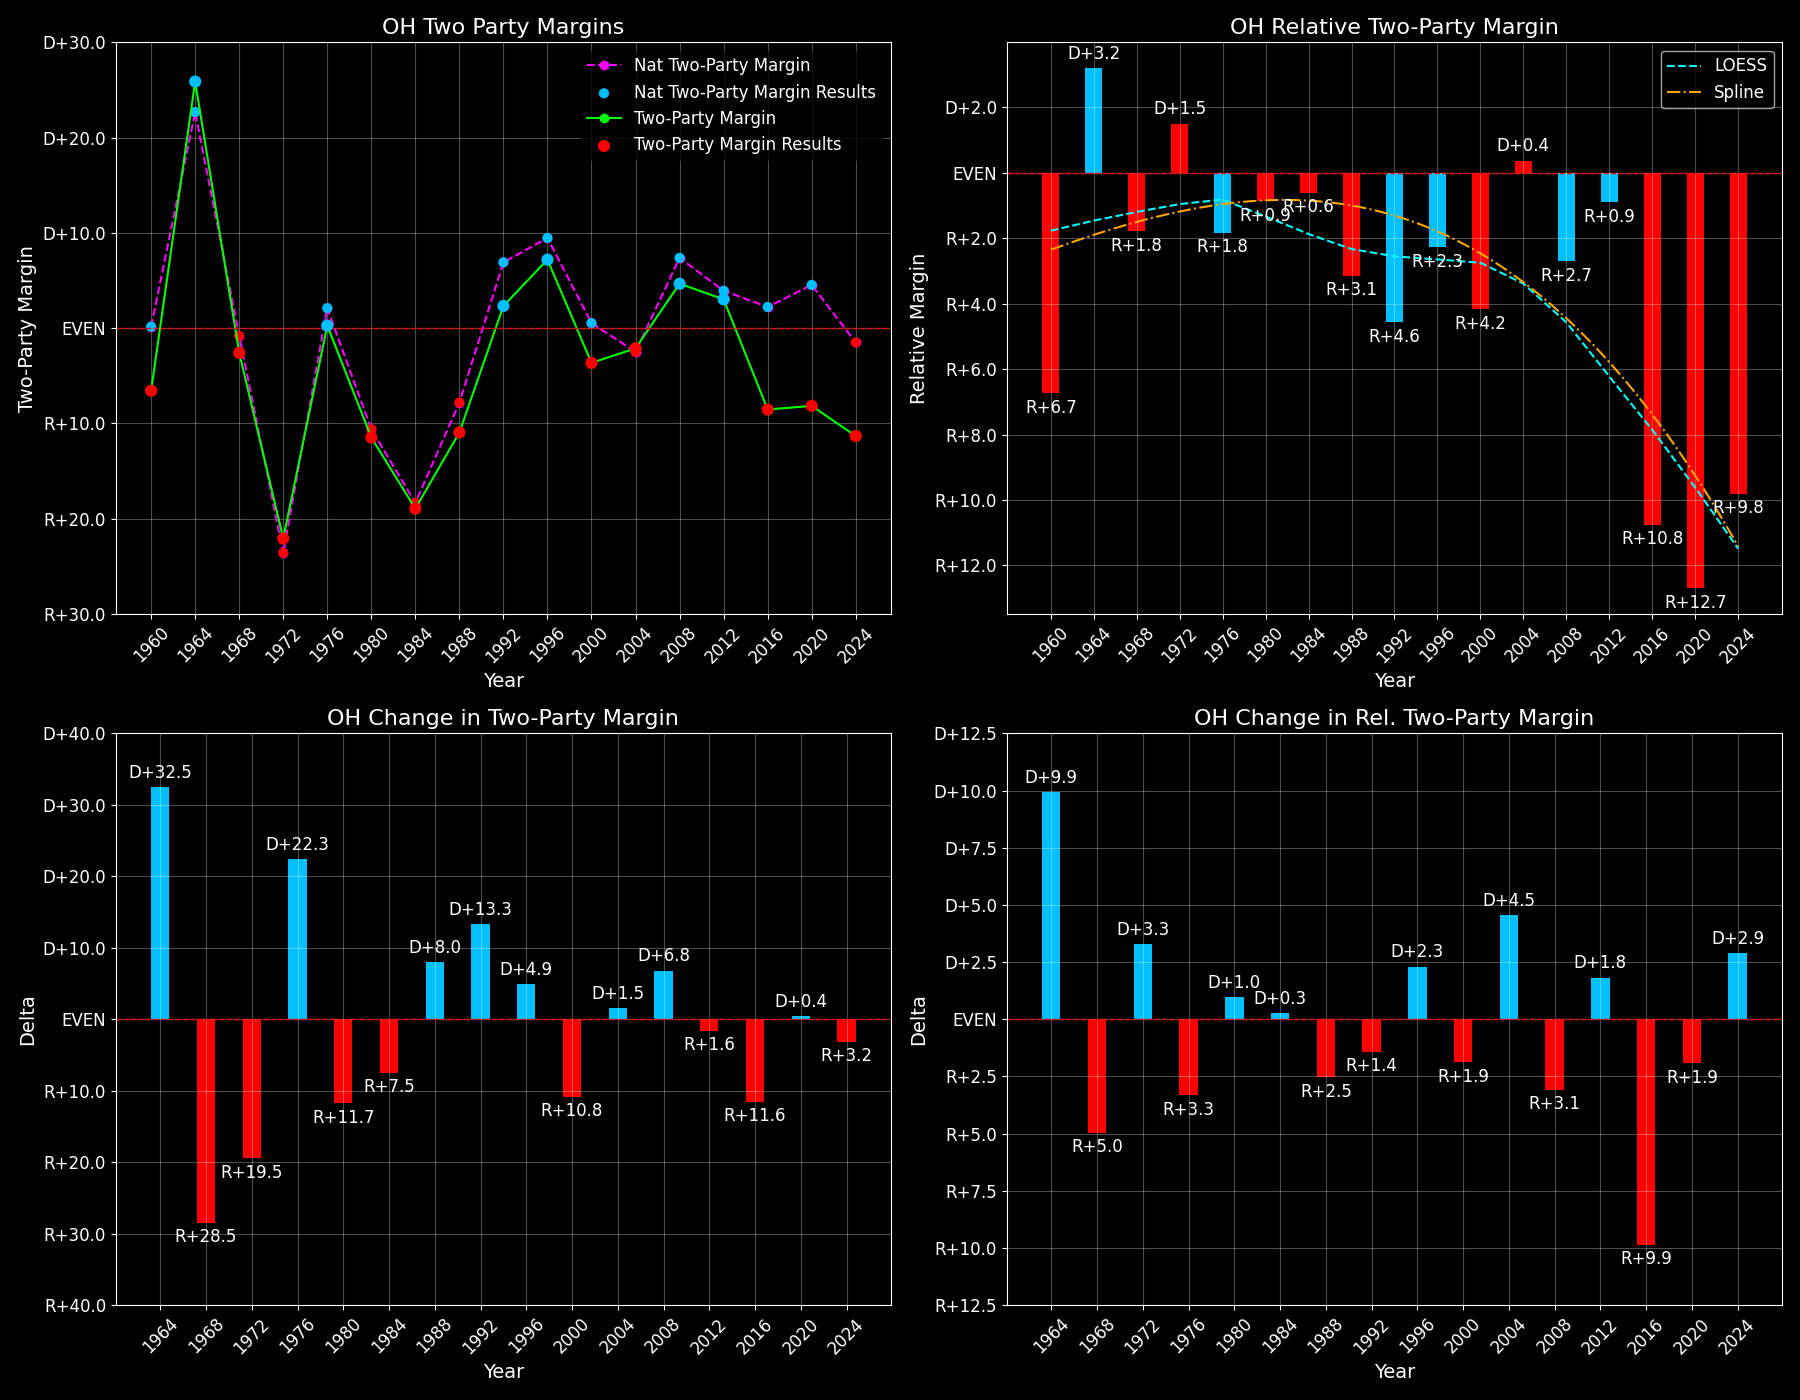 OH Two Party Margins
D+30.0
D+20.0
D+10.0
EVEN
R+10.0
R+20.0
R+30.0
Two-Party Margin
Nat Two-Party Margin
Nat Two-Party Margin Results
Two-Party Margin
Two-Party Margin Results
1960
1964
1968
1972
1976
1980
1984
1988
1992
1996
2000
2004
2008
2012
2016
2020
2024
Year
OH Relative Two-Party Margin
D+2.0
EVEN
R+2.0
R+4.0
R+6.0
R+8.0
R+10.0
R+12.0
Relative Margin
LOESS
Spline
R+6.7
D+3.2
R+1.8
D+1.5
R+1.8
R+0.9
R+0.6
R+3.1
R+4.6
R+2.3
R+4.2
D+0.4
R+2.7
R+0.9
R+10.8
R+12.7
R+9.8
1960
1964
1968
1972
1976
1980
1984
1988
1992
1996
2000
2004
2008
2012
2016
2020
2024
Year
OH Change in Two-Party Margin
D+40.0
D+30.0
D+20.0
D+10.0
EVEN
R+10.0
R+20.0
R+30.0
R+40.0
Delta
D+32.5
R+28.5
R+19.5
D+22.3
R+11.7
R+7.5
D+8.0
D+13.3
D+4.9
R+10.8
D+1.5
D+6.8
R+1.6
R+11.6
D+0.4
R+3.2
1964
1968
1972
1976
1980
1984
1988
1992
1996
2000
2004
2008
2012
2016
2020
2024
Year
OH Change in Rel. Two-Party Margin
D+12.5
D+10.0
D+7.5
D+5.0
D+2.5
EVEN
R+2.5
R+5.0
R+7.5
R+10.0
R+12.5
Delta
D+9.9
R+5.0
D+3.3
R+3.3
D+1.0
D+0.3
R+2.5
R+1.4
D+2.3
R+1.9
D+4.5
R+3.1
D+1.8
R+9.9
R+1.9
D+2.9
1964
1968
1972
1976
1980
1984
1988
1992
1996
2000
2004
2008
2012
2016
2020
2024
Year